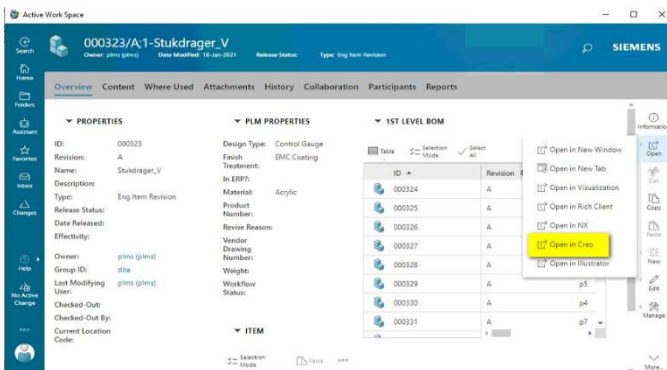 Active Work Space
000323/A;1-Stukdrager_V
Owner: plms (plms) Date Modified: 18-Jan-2021 Release Status: Type: Eng Item Revision
SIEMENS
Search
Home
Folders
Assistant
Favorites
Inbox
Changes
Help
No Active
Change
Overview Content Where Used Attachments History Collaboration Participants Reports
PROPERTIES
ID: 000323
Revision: A
Name: Stukdrager_V
Description:
Type: Eng Item Revision
Release Status:
Date Released:
Effectivity:
Owner: plms (plms)
Group ID: dba
Last Modifying
User: plms (plms)
Checked-Out:
Checked-Out By:
Current Location
Code:
PLM PROPERTIES
Design Type: Control Gauge
Finish
Treatment: EMC Coating
In ERP?:
Material: Acrylic
Product
Number:
Revise Reason:
Vendor
Drawing
Number:
Weight:
Workflow
Status:
ITEM
Selection
Mode
Paste
1ST LEVEL BOM
Table
Selection
Mode
Select
All
ID Revision
000324 A
000325 A
000326 A
000327 A
000328 A
000329 A p5
000330 A p4
000331 A p7
Open in New Window
Open in New Tab
Open in Visualization
Open in Rich Client
Open in NX
Open in Creo
Open in Illustrator
Informatio
Open
Cut
Copy
Paste
New
Edit
Manage
More...